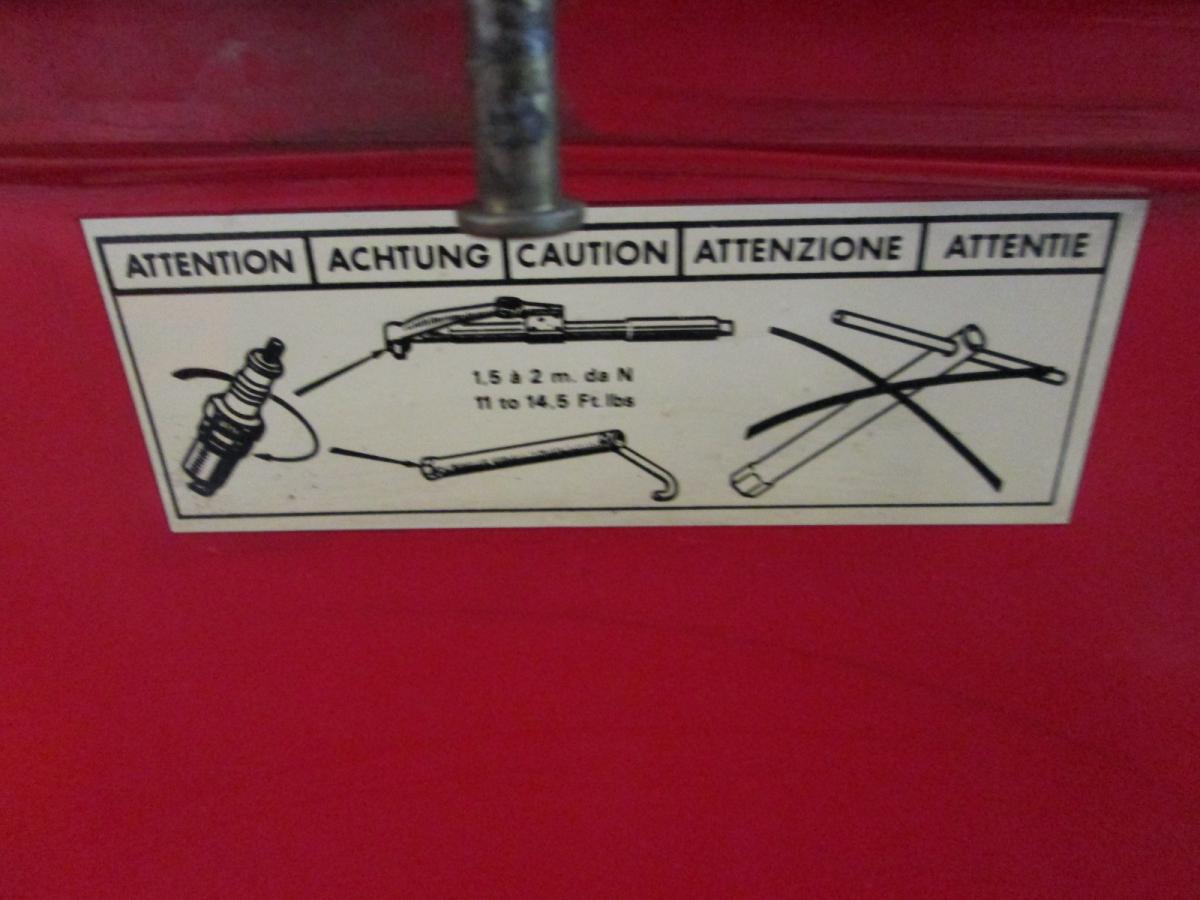 ATTENTION ACHTUNG CAUTION ATTENZIONE ATTENTIE
1,5 à 2 m. da N
11 to 14,5 Ft.lbs